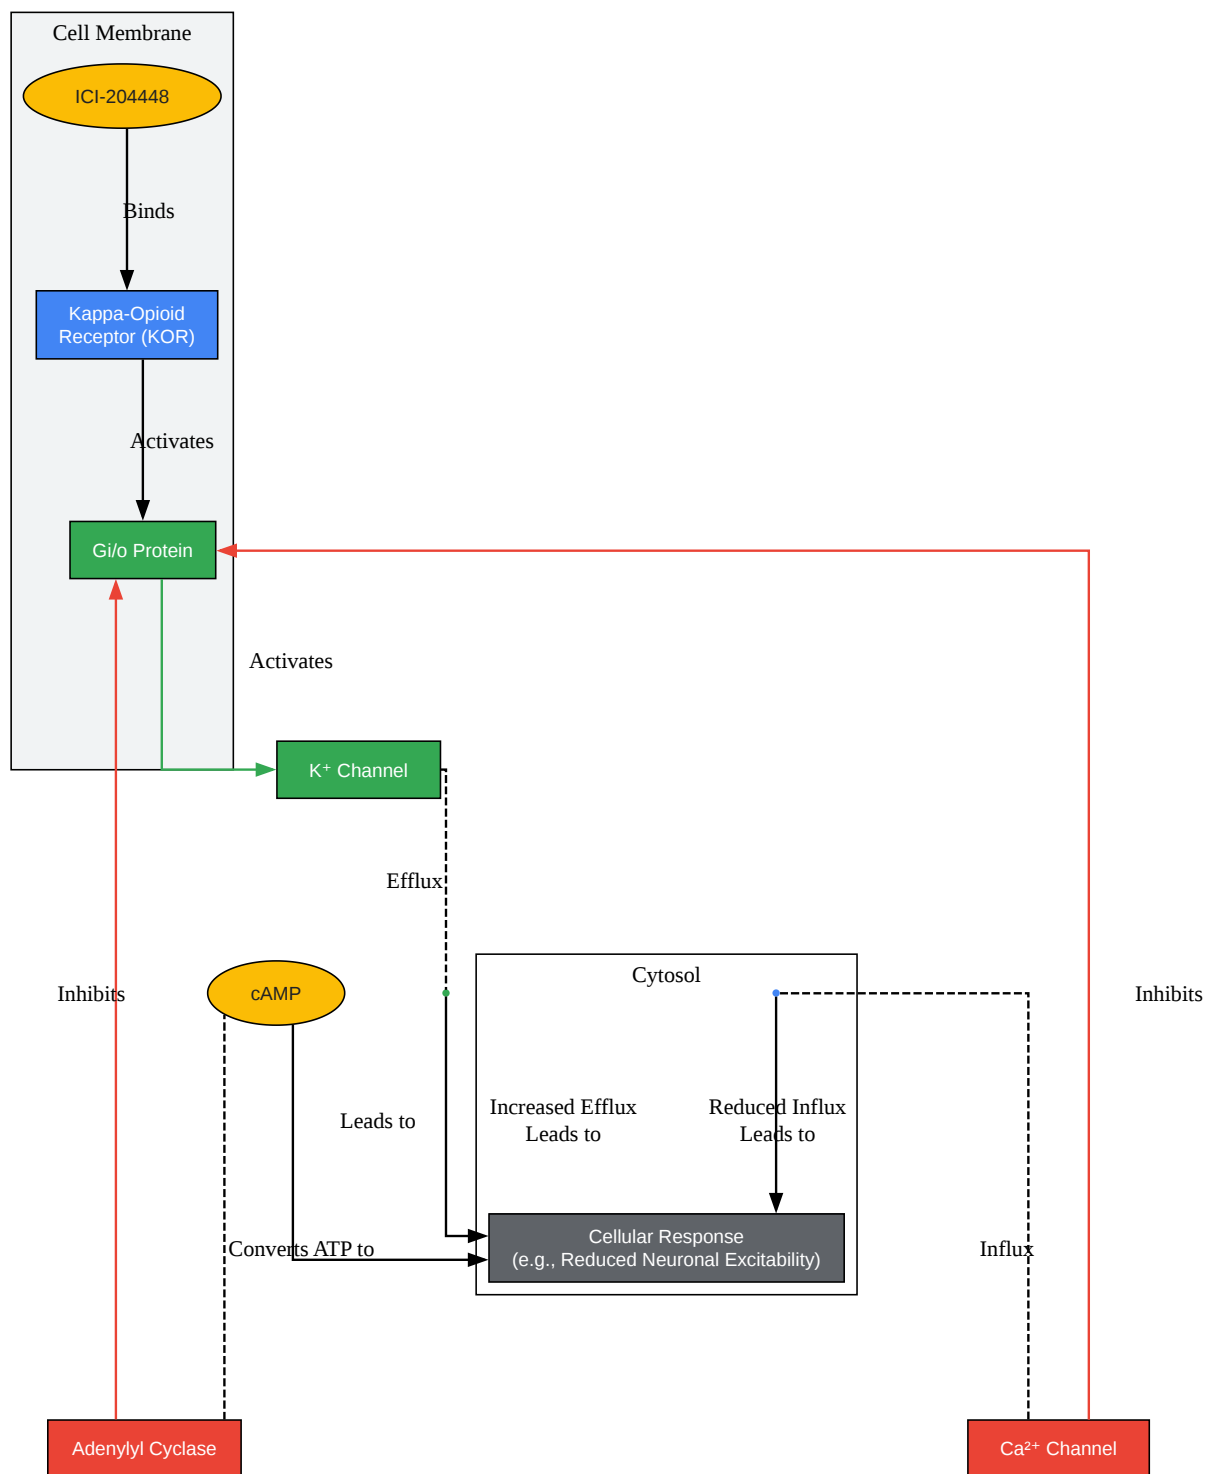 Cell Membrane
ICI-204448
Binds
Kappa-Opioid
Receptor (KOR)
Activates
Gi/o Protein
Activates
K⁺ Channel
Efflux
Cytosol
Inhibits
cAMP
Inhibits
Leads to
Increased Efflux
Leads to
Reduced Influx
Leads to
Converts ATP to
Cellular Response
(e.g., Reduced Neuronal Excitability)
Influx
Adenylyl Cyclase
Ca²⁺ Channel